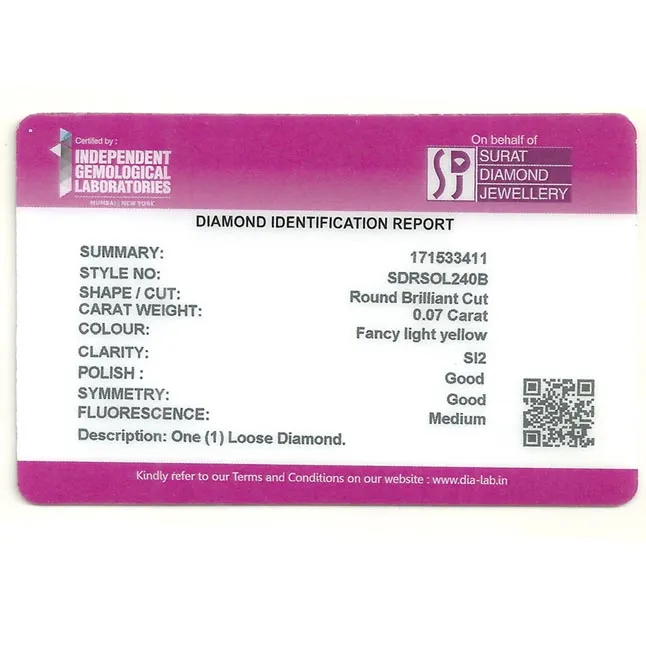 Certified by :
INDEPENDENT
GEMOLOGICAL
LABORATORIES
MUMBAI | NEW YORK
On behalf of
SDJ
SURAT
DIAMOND
JEWELLERY
DIAMOND IDENTIFICATION REPORT
SUMMARY: 171533411
STYLE NO: SDRSOL240B
SHAPE / CUT: Round Brilliant Cut
CARAT WEIGHT: 0.07 Carat
COLOUR: Fancy light yellow
CLARITY: SI2
POLISH : Good
SYMMETRY: Good
FLUORESCENCE: Medium
Description: One (1) Loose Diamond.
Kindly refer to our Terms and Conditions on our website : www.dia-lab.in